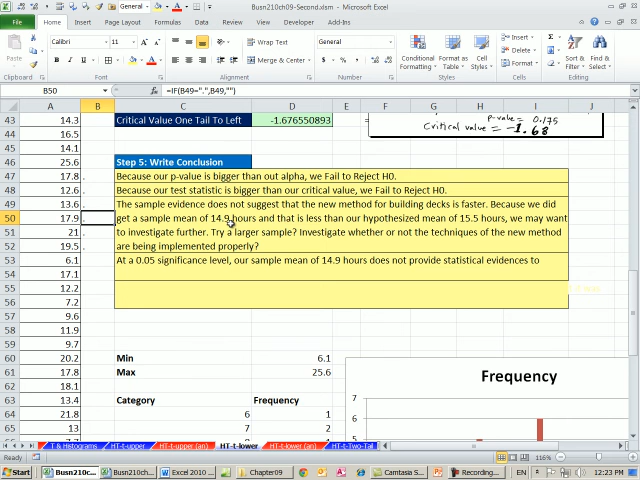 Busn210ch09-Second.xlsm - Microsoft Excel
File Home Insert Page Layout Formulas Data Review View Developer Add-Ins
Calibri 11 Wrap Text General Insert
Paste Merge & Center Conditional Formatting Format as Table Cell Styles Delete Format Sort & Filter Find & Select
Clipboard Font Alignment Number Styles Cells Editing
B50 =IF(B49=".",B49,"")
A B C D E F G H I J
43 14.3 Critical Value One Tail To Left -1.676550893 p-value = 0.175
44 16.5 Critical value = -1.68
45 14.1
46 25.6 Step 5: Write Conclusion
47 17.8 . Because our p-value is bigger than out alpha, we Fail to Reject H0.
48 12.6 . Because our test statistic is bigger than our critical value, we Fail to Reject H0.
49 13.6 . The sample evidence does not suggest that the new method for building decks is faster. Because we did
50 17.9 . get a sample mean of 14.9 hours and that is less than our hypothesized mean of 15.5 hours, we may want
51 21 . to investigate further. Try a larger sample? Investigate whether or not the techniques of the new method
52 19.5 . are being implemented properly?
53 6.1 At a 0.05 significance level, our sample mean of 14.9 hours does not provide statistical evidences to
54 17.1
55 12.2
56 7.2
57 17.6
58 11.9
59 9.7
60 20.2 Min 6.1
61 17.8 Max 25.6
62 18.1 Frequency
63 13.4 Category Frequency
64 21.8 6 1 7
65 13 7 2 6
T & Histograms HT-t-upper HT-t-upper (an) HT-t-lower HT-t-lower (an) HT-t-Two-Tail
Ready 116%
Start Busn210c... Busn210ch... Excel 2010 ... Chapter09 Camtasia S... Recording... EN 12:23 PM